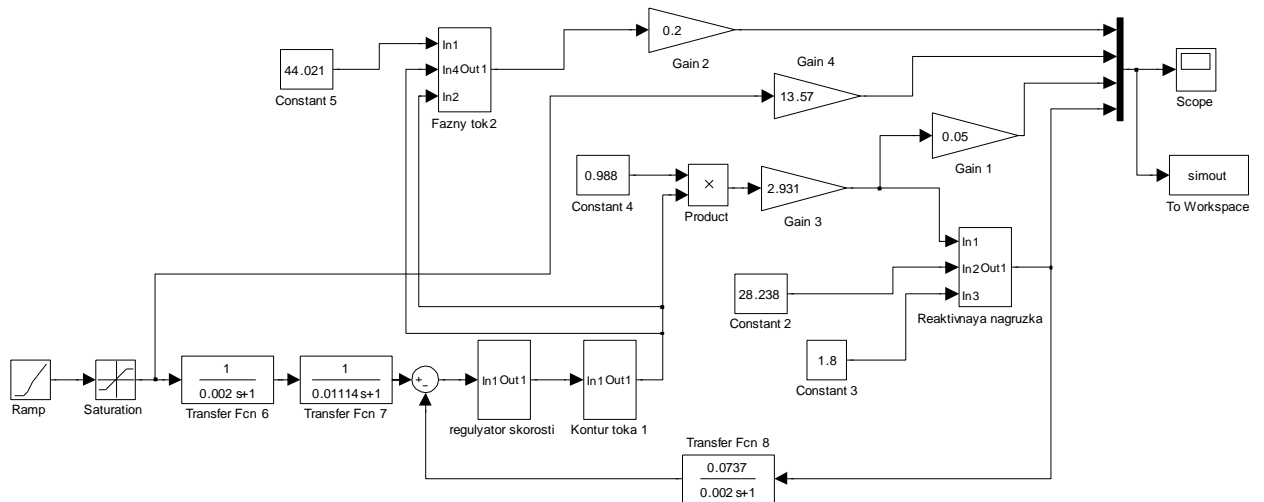 0.2
Gain 2
In1
In4
Out1
In2
Fazny tok2
44.021
Constant 5
Gain 4
13.57
Scope
0.05
Gain 1
0.988
Constant 4
×
Product
2.931
Gain 3
simout
To Workspace
In1
In2
Out1
In3
Reaktivnaya nagruzka
28.238
Constant 2
1.8
Constant 3
Ramp
Saturation
1
0.002 s+1
Transfer Fcn 6
1
0.01114 s+1
Transfer Fcn 7
+
-
In1 Out1
regulyator skorosti
In1 Out1
Kontur toka 1
Transfer Fcn 8
0.0737
0.002 s+1